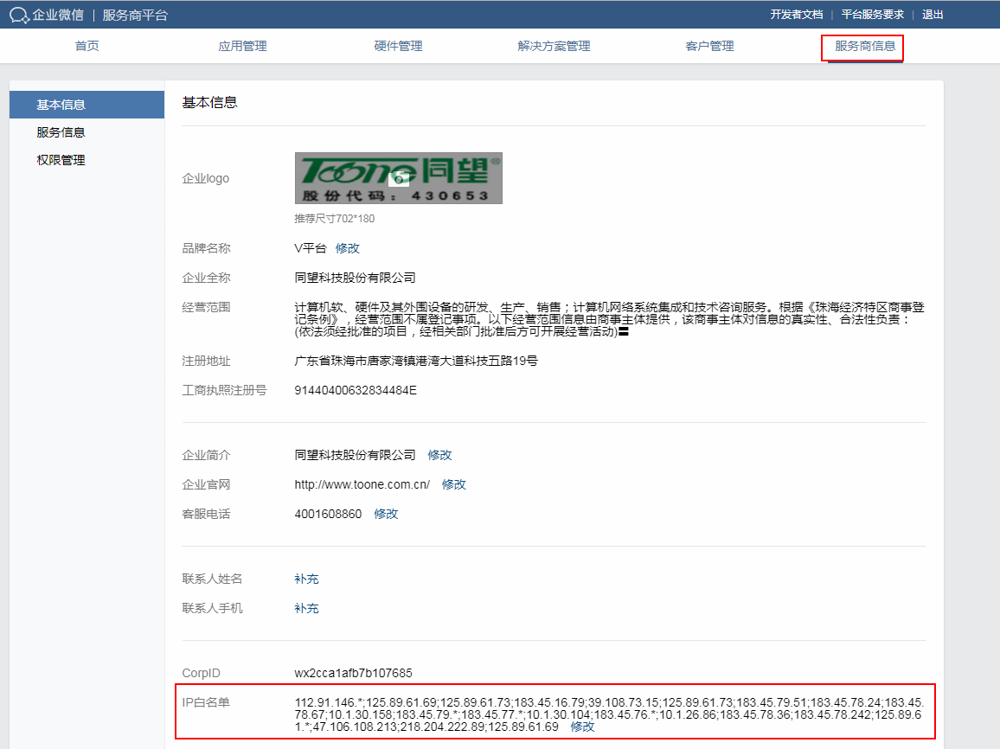 企业微信 | 服务商平台
开发者文档 | 平台服务要求 | 退出
首页 应用管理 硬件管理 解决方案管理 客户管理 服务商信息
基本信息
服务信息
权限管理
基本信息
企业logo
Toone同望®
股份代码：430653
推荐尺寸702*180
品牌名称 V平台 修改
企业全称 同望科技股份有限公司
经营范围 计算机软、硬件及其外围设备的研发、生产、销售；计算机网络系统集成和技术咨询服务。根据《珠海经济特区商事登
记条例》，经营范围不属登记事项。以下经营范围信息由商事主体提供，该商事主体对信息的真实性、合法性负责：
(依法须经批准的项目，经相关部门批准后方可开展经营活动)〓
注册地址 广东省珠海市唐家湾镇港湾大道科技五路19号
工商执照注册号 91440400632834484E
企业简介 同望科技股份有限公司 修改
企业官网 http://www.toone.com.cn/ 修改
客服电话 4001608860 修改
联系人姓名 补充
联系人手机 补充
CorpID wx2cca1afb7b107685
IP白名单 112.91.146.*;125.89.61.69;125.89.61.73;183.45.16.79;39.108.73.15;125.89.61.73;183.45.79.51;183.45.78.24;183.45.
78.67;10.1.30.158;183.45.79.*;183.45.77.*;10.1.30.104;183.45.76.*;10.1.26.86;183.45.78.36;183.45.78.242;125.89.6
1.*;47.106.108.213;218.204.222.89;125.89.61.69 修改